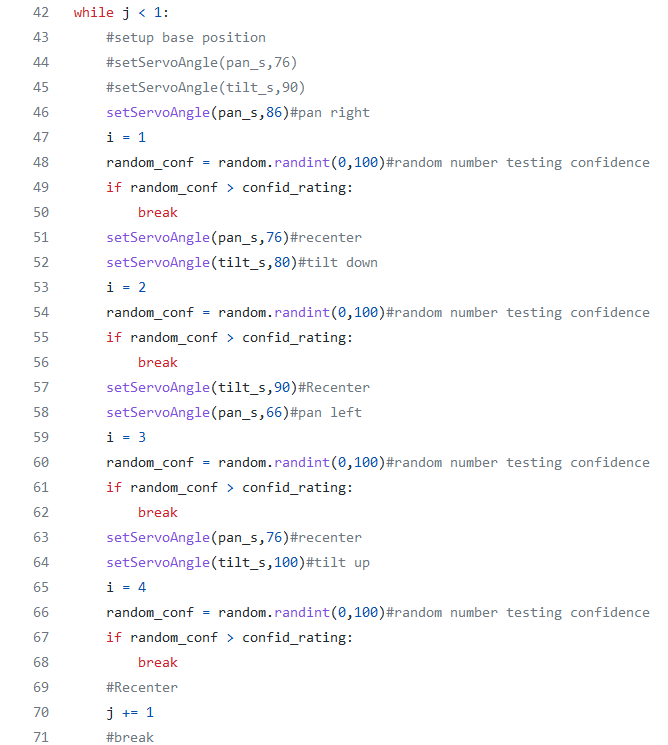 42 while j < 1:
43     #setup base position
44     #setServoAngle(pan_s,76)
45     #setServoAngle(tilt_s,90)
46     setServoAngle(pan_s,86)#pan right
47     i = 1
48     random_conf = random.randint(0,100)#random number testing confidence
49     if random_conf > confid_rating:
50         break
51     setServoAngle(pan_s,76)#recenter
52     setServoAngle(tilt_s,80)#tilt down
53     i = 2
54     random_conf = random.randint(0,100)#random number testing confidence
55     if random_conf > confid_rating:
56         break
57     setServoAngle(tilt_s,90)#Recenter
58     setServoAngle(pan_s,66)#pan left
59     i = 3
60     random_conf = random.randint(0,100)#random number testing confidence
61     if random_conf > confid_rating:
62         break
63     setServoAngle(pan_s,76)#recenter
64     setServoAngle(tilt_s,100)#tilt up
65     i = 4
66     random_conf = random.randint(0,100)#random number testing confidence
67     if random_conf > confid_rating:
68         break
69     #Recenter
70     j += 1
71     #break